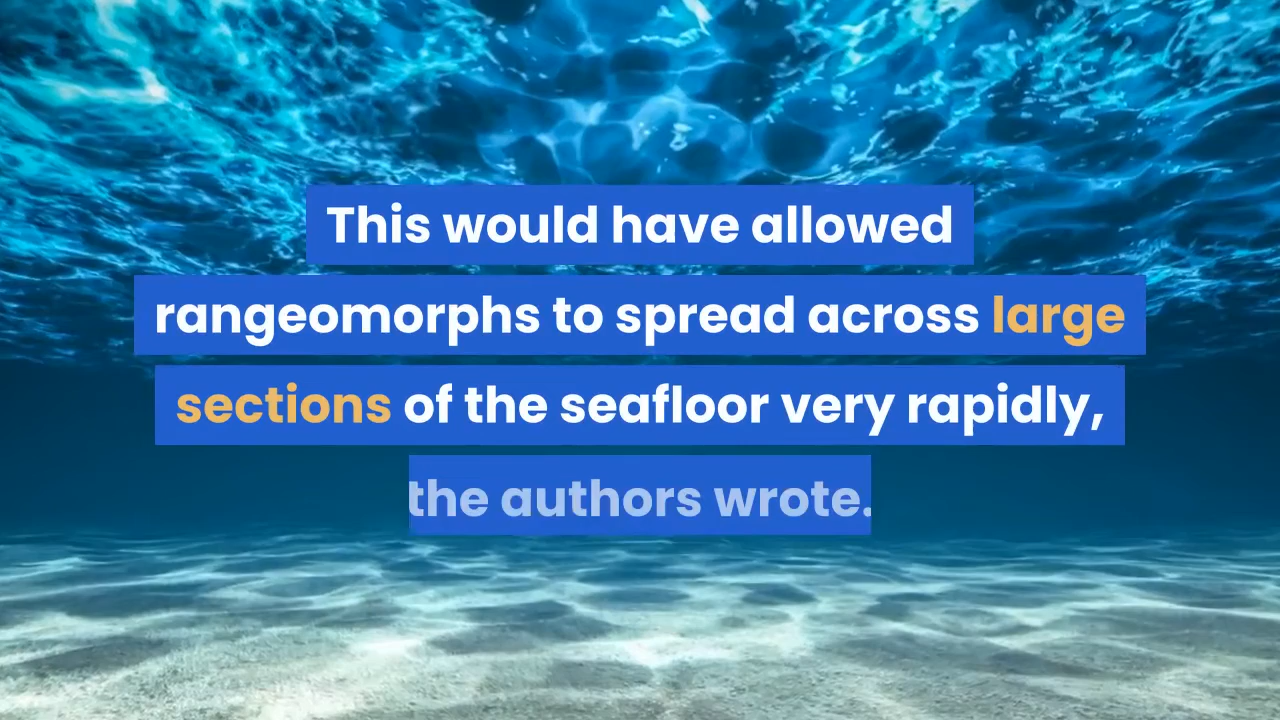 This would have allowed
rangeomorphs to spread across large
sections of the seafloor very rapidly,
the authors wrote.